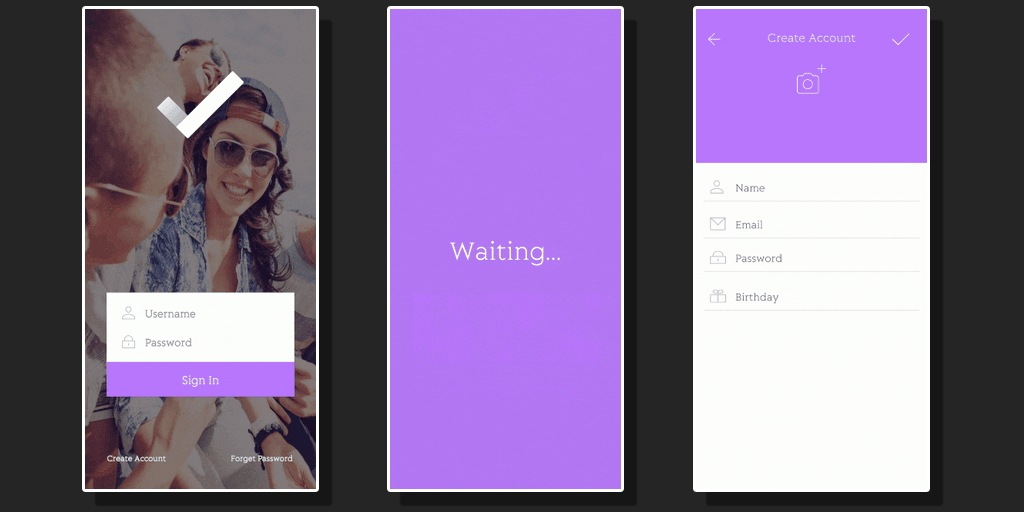 Username
Password
Sign In
Create Account
Forget Password
Waiting...
Create Account
Name
Email
Password
Birthday